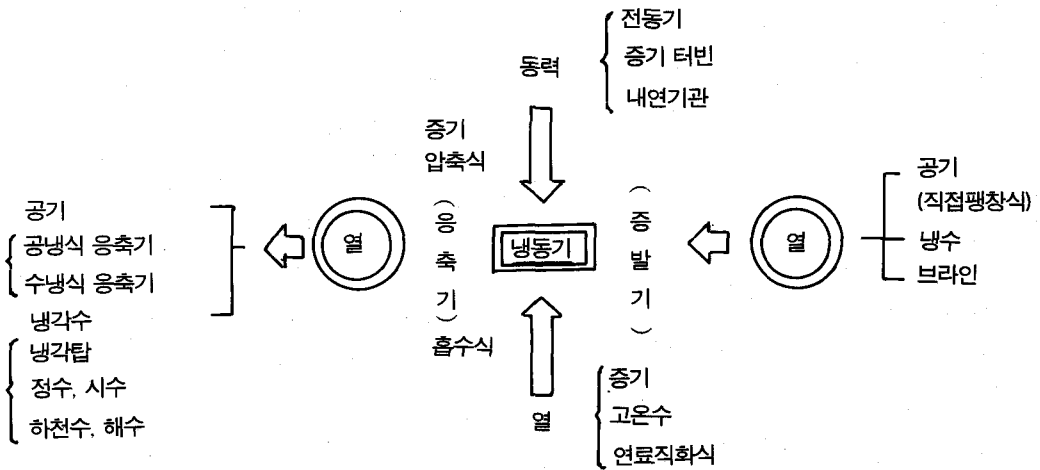 동력
전동기
증기 터빈
내연기관
증기
압축식
공기
공냉식 응축기
수냉식 응축기
냉각수
냉각탑
정수, 시수
하천수, 해수
열
(응축기)
흡수식
냉동기
(증발기)
열
공기
(직접팽창식)
냉수
브라인
열
증기
고온수
연료직화식